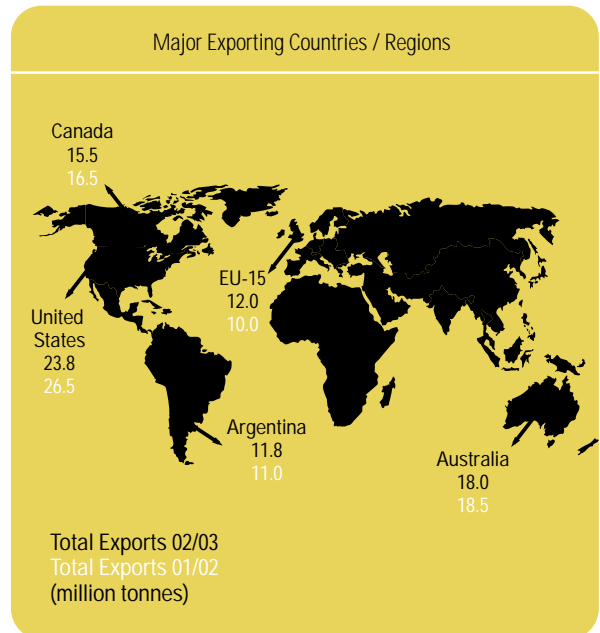 Major Exporting Countries / Regions
Canada
15.5
16.5
EU-15
12.0
10.0
United
States
23.8
26.5
Argentina
11.8
11.0
Australia
18.0
18.5
Total Exports 02/03
Total Exports 01/02
(million tonnes)